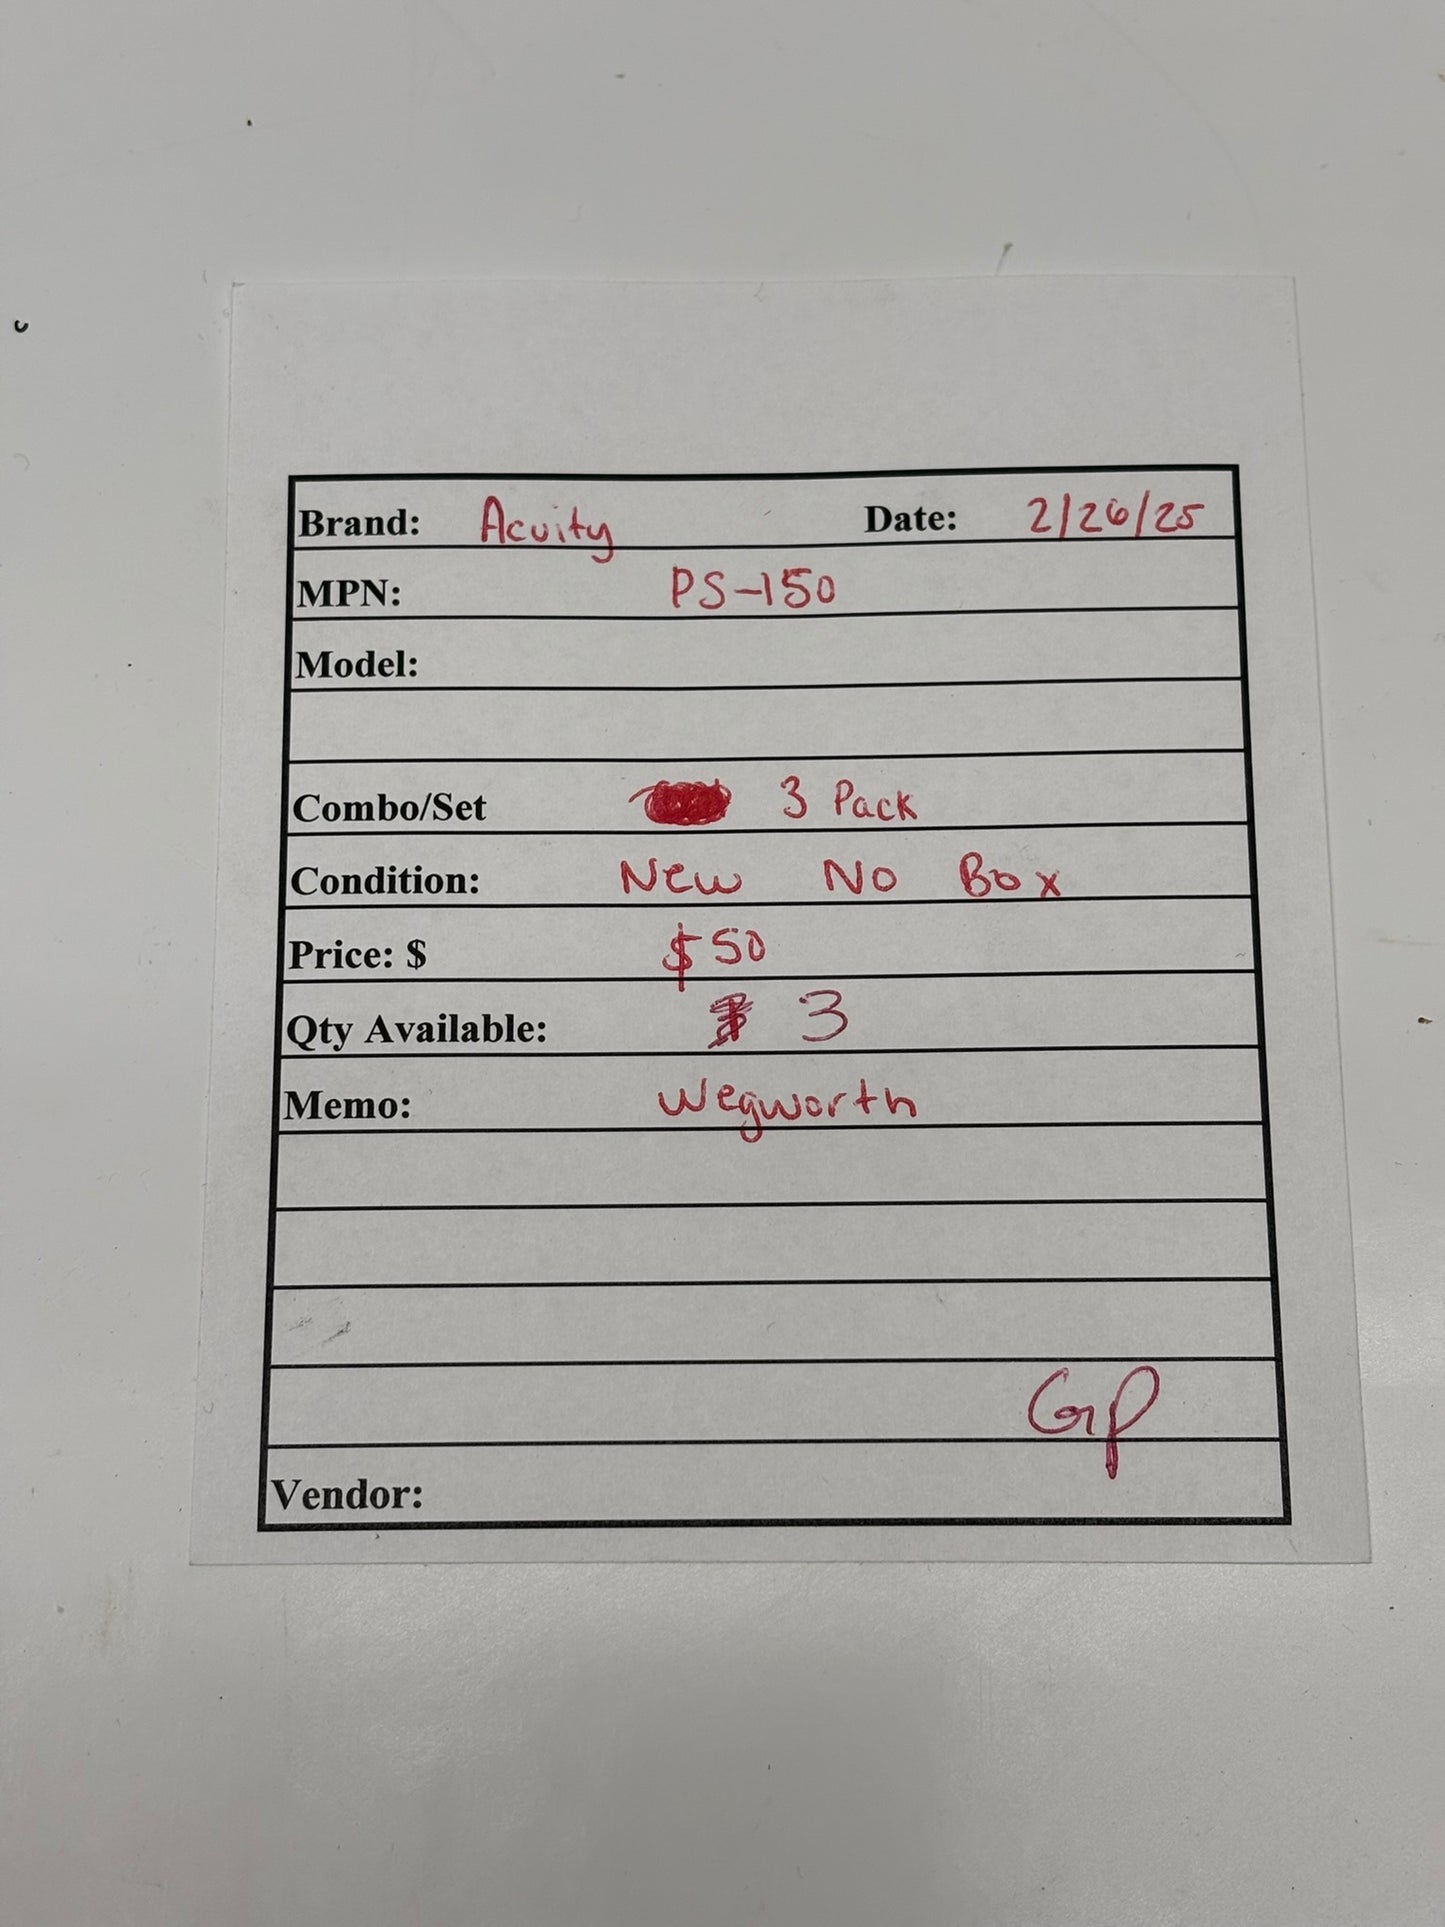 Brand: Acuity Date: 2/26/25
MPN: PS-150
Model:
Combo/Set 3 Pack
Condition: New No Box
Price: $ $50
Qty Available: 3
Memo: Wegworth
GP
Vendor: